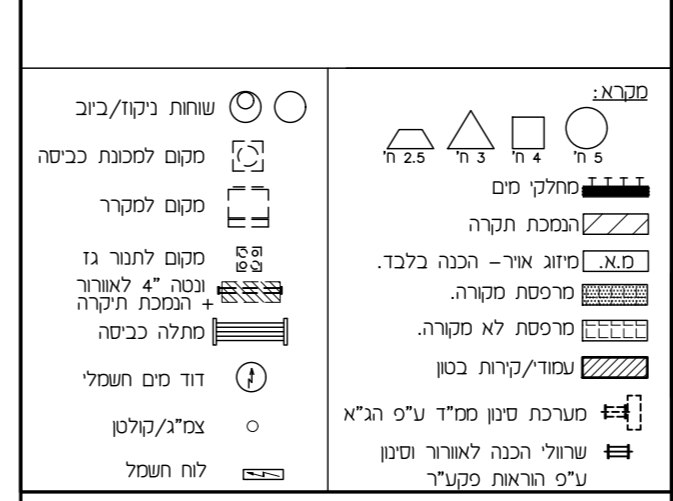 מקרא:
5 ח'
4 ח'
3 ח'
2.5 ח'
מחלקי מים
הנמכת תקרה
מ.א. מיזוג אויר – הכנה בלבד.
מרפסת מקורה.
מרפסת לא מקורה.
עמודי/קירות בטון
מערכת סינון ממ"ד ע"פ הג"א
שרוולי הכנה לאוורור וסינון
ע"פ הוראות פקע"ר
שוחות ניקוז/ביוב
מקום למכונת כביסה
מקום למקרר
מקום לתנור גז
ונטה "4 לאוורור
+ הנמכת תיקרה
מתלה כביסה
דוד מים חשמלי
צמ"ג/קולטן
לוח חשמל